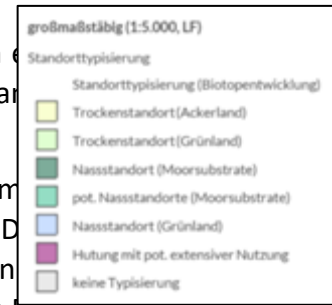 großmaßstäbig (1:5.000, LF)
Standorttypisierung
Standorttypisierung (Biotopentwicklung)
Trockenstandort (Ackerland)
Trockenstandort (Grünland)
Nassstandort (Moorsubstrate)
pot. Nassstandorte (Moorsubstrate)
Nassstandort (Grünland)
Hutung mit pot. extensiver Nutzung
keine Typisierung